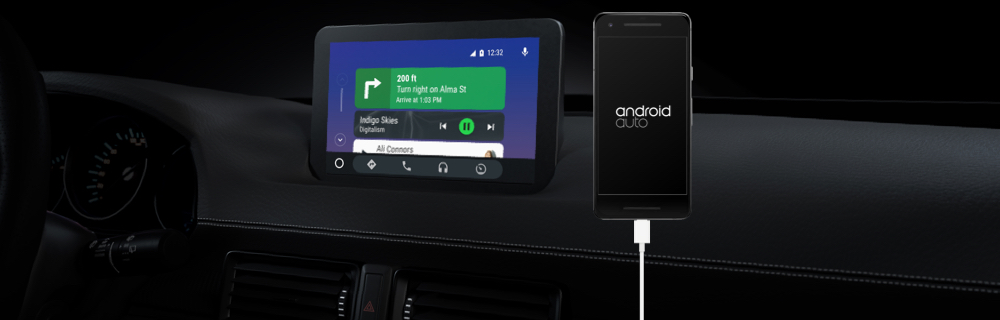 12:32
200 ft
Turn right on Alma St
Arrive at 1:03 PM
Indigo Skies
Digitalism
Ali Connors
android
auto